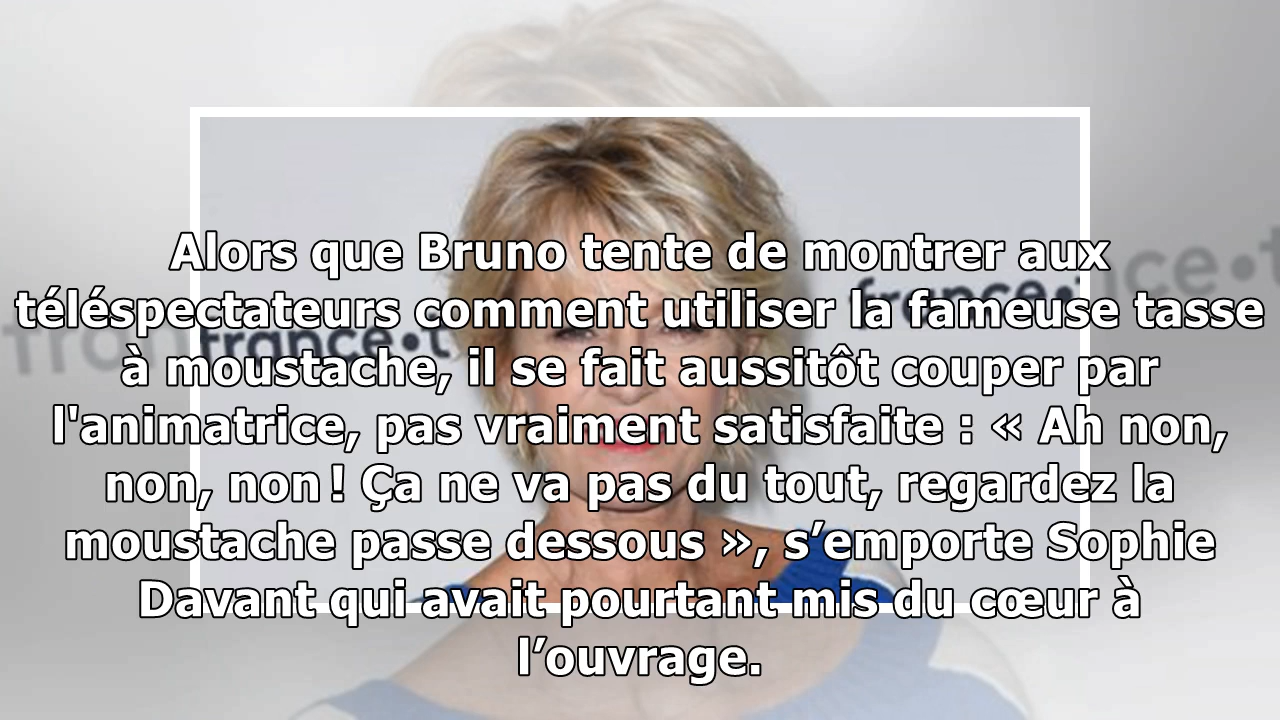 Alors que Bruno tente de montrer aux
téléspectateurs comment utiliser la fameuse tasse
à moustache, il se fait aussitôt couper par
l'animatrice, pas vraiment satisfaite : « Ah non,
non, non ! Ça ne va pas du tout, regardez la
moustache passe dessous », s’emporte Sophie
Davant qui avait pourtant mis du cœur à
l’ouvrage.
france•t